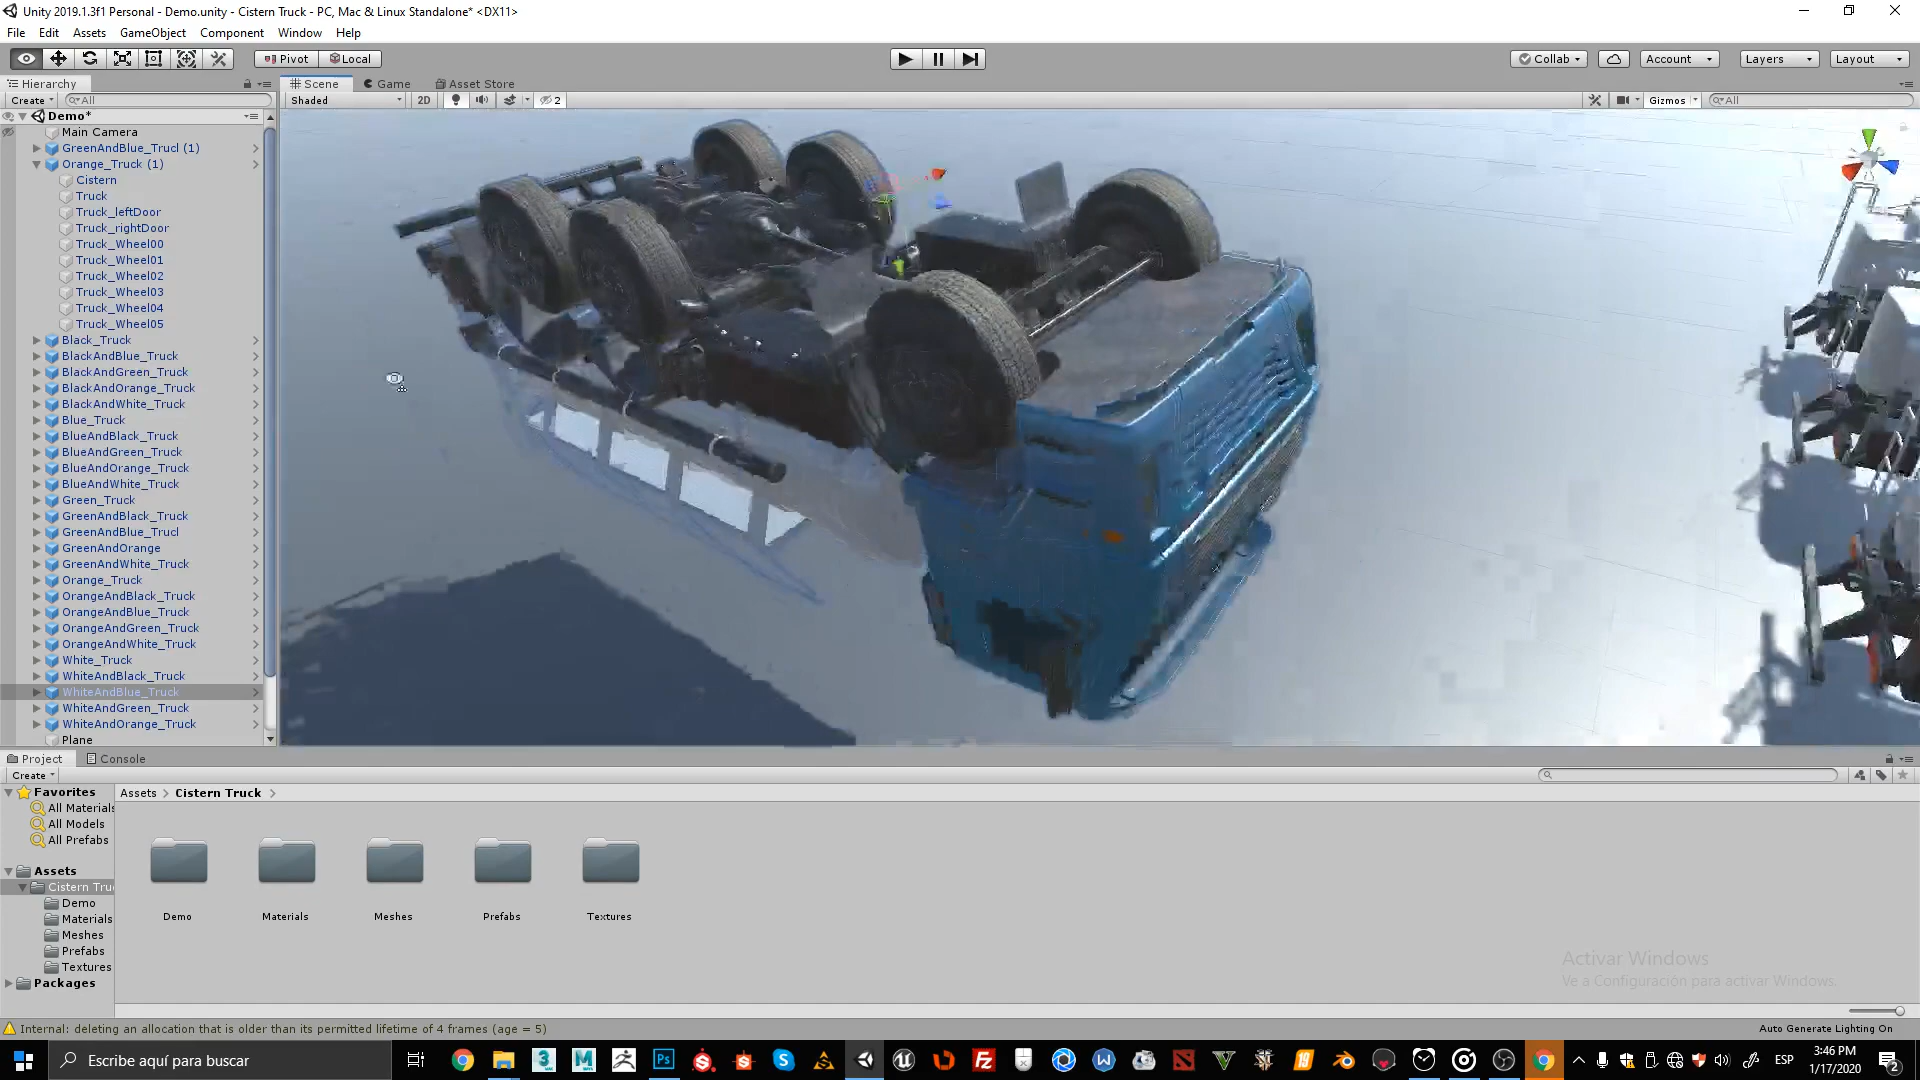 Unity 2019.1.3f1 Personal - Demo.unity - Cistern Truck - PC, Mac & Linux Standalone* <DX11>
File Edit Assets GameObject Component Window Help
Pivot Local Collab Account Layers Layout
Hierarchy Scene Game Asset Store
Create All Shaded 2D 2 Gizmos All
Demo*
Main Camera
GreenAndBlue_Trucl (1)
Orange_Truck (1)
Cistern
Truck
Truck_leftDoor
Truck_rightDoor
Truck_Wheel00
Truck_Wheel01
Truck_Wheel02
Truck_Wheel03
Truck_Wheel04
Truck_Wheel05
Black_Truck
BlackAndBlue_Truck
BlackAndGreen_Truck
BlackAndOrange_Truck
BlackAndWhite_Truck
Blue_Truck
BlueAndBlack_Truck
BlueAndGreen_Truck
BlueAndOrange_Truck
BlueAndWhite_Truck
Green_Truck
GreenAndBlack_Truck
GreenAndBlue_Trucl
GreenAndOrange
GreenAndWhite_Truck
Orange_Truck
OrangeAndBlack_Truck
OrangeAndBlue_Truck
OrangeAndGreen_Truck
OrangeAndWhite_Truck
White_Truck
WhiteAndBlack_Truck
WhiteAndBlue_Truck
WhiteAndGreen_Truck
WhiteAndOrange_Truck
Plane
Project Console
Create
Favorites
All Materials
All Models
All Prefabs
Assets
Cistern Tru
Demo
Materials
Meshes
Prefabs
Textures
Packages
Assets > Cistern Truck >
Demo Materials Meshes Prefabs Textures
Activar Windows
Ve a Configuración para activar Windows.
Internal: deleting an allocation that is older than its permitted lifetime of 4 frames (age = 5)
Auto Generate Lighting On
Escribe aquí para buscar
ESP
3:46 PM
1/17/2020
2